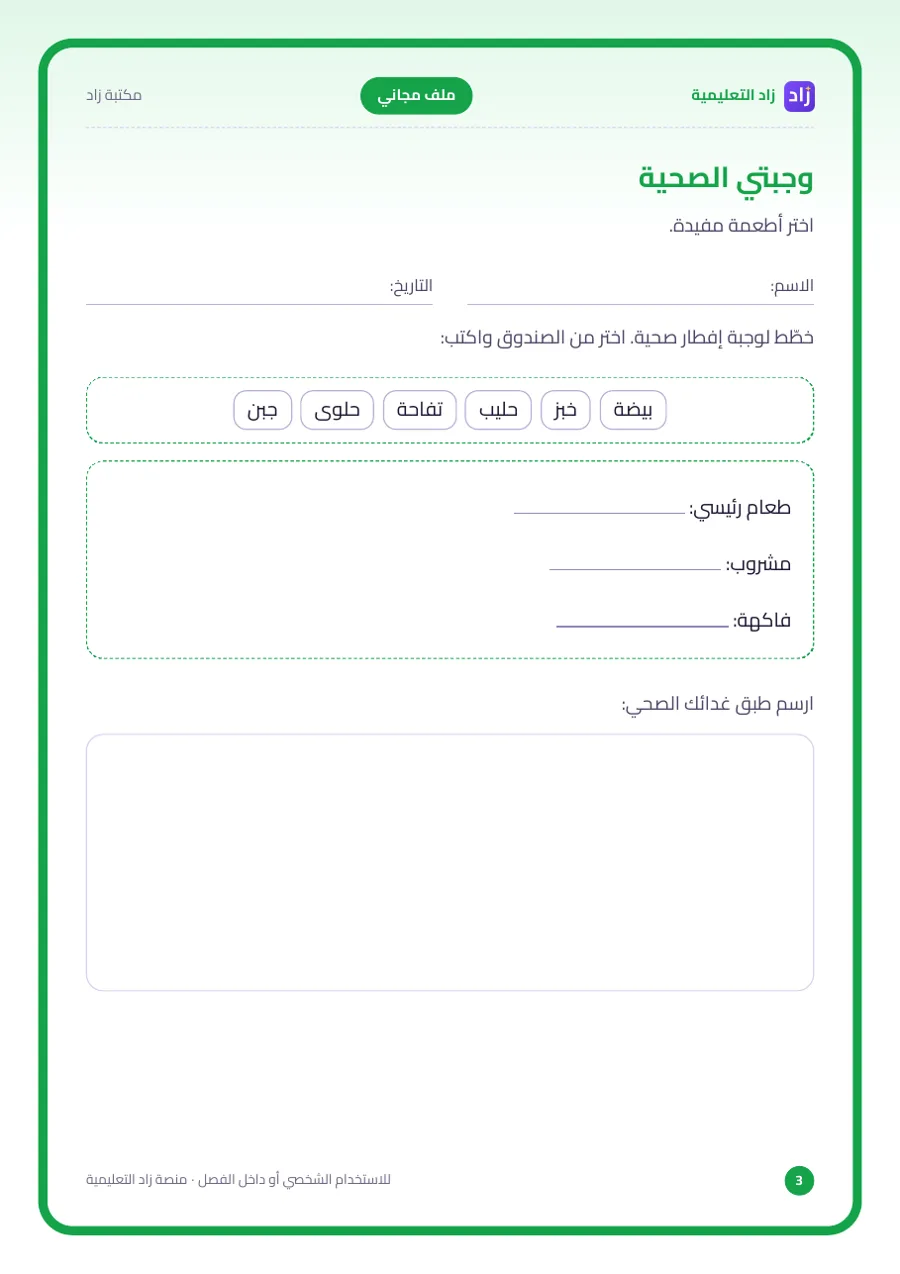 زاد زاد التعليمية
ملف مجاني
مكتبة زاد
وجبتي الصحية
اختر أطعمة مفيدة.
الاسم: التاريخ:
خطّط لوجبة إفطار صحية. اختر من الصندوق واكتب:
بيضة خبز حليب تفاحة حلوى جبن
طعام رئيسي:
مشروب:
فاكهة:
ارسم طبق غدائك الصحي:
3
للاستخدام الشخصي أو داخل الفصل · منصة زاد التعليمية